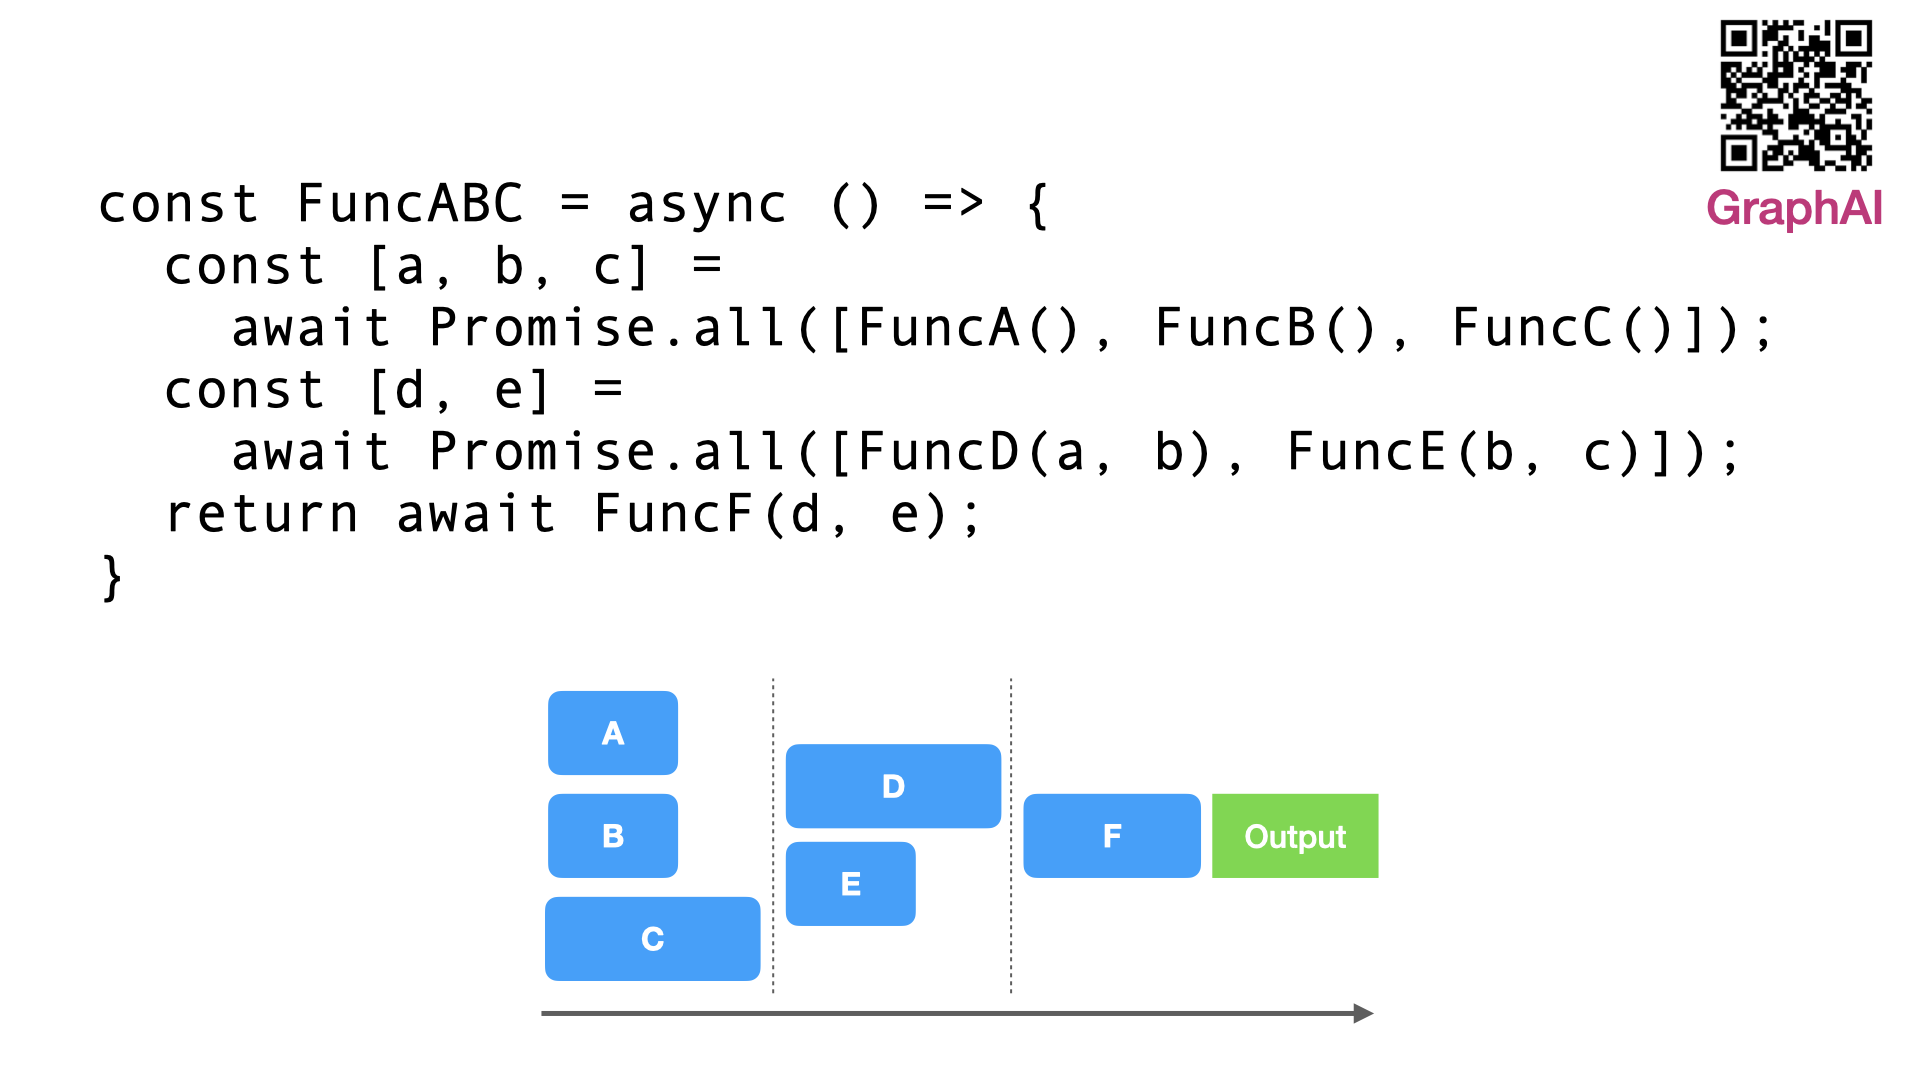 GraphAI
const FuncABC = async () => {
  const [a, b, c] =
    await Promise.all([FuncA(), FuncB(), FuncC()]);
  const [d, e] =
    await Promise.all([FuncD(a, b), FuncE(b, c)]);
  return await FuncF(d, e);
}
A
B
C
D
E
F
Output